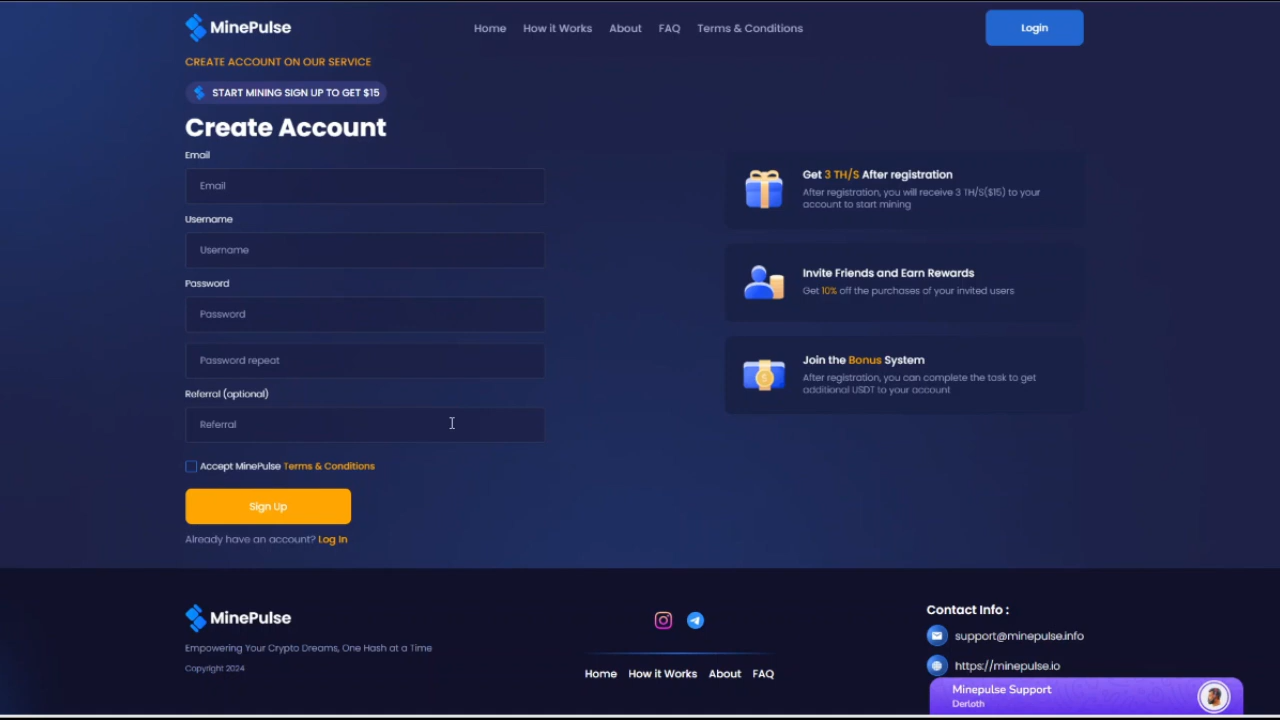 MinePulse
Home How it Works About FAQ Terms & Conditions
Login
CREATE ACCOUNT ON OUR SERVICE
START MINING SIGN UP TO GET $15
Create Account
Email
Email
Username
Username
Password
Password
Password repeat
Referral (optional)
Referral
Accept MinePulse Terms & Conditions
Sign Up
Already have an account? Log In
Get 3 TH/S After registration
After registration, you will receive 3 TH/S($15) to your
account to start mining
Invite Friends and Earn Rewards
Get 10% off the purchases of your invited users
Join the Bonus System
After registration, you can complete the task to get
additional USDT to your account
MinePulse
Empowering Your Crypto Dreams, One Hash at a Time
Copyright 2024
Home How it Works About FAQ
Contact Info :
support@minepulse.info
https://minepulse.io
Minepulse Support
Derloth